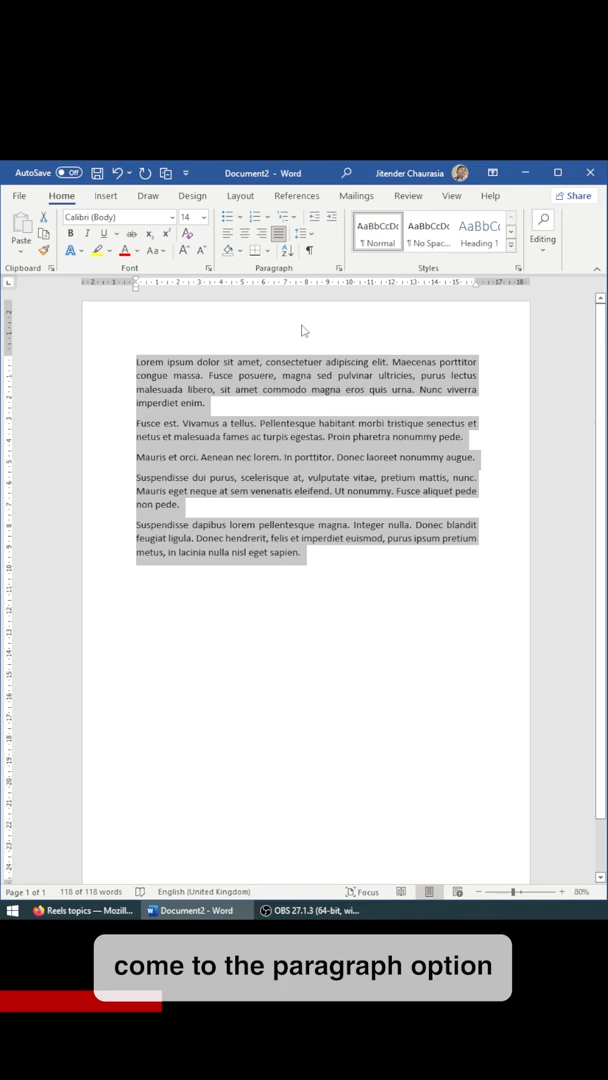 AutoSave Off Document2 - Word Jitender Chaurasia
File Home Insert Draw Design Layout References Mailings Review View Help Share
Calibri (Body) 14
Paste B I U ab x₂ x² A
A A Aa A A A↓Z ¶
AaBbCcDc AaBbCcDc AaBbCc
¶ Normal ¶ No Spac... Heading 1
Editing
Clipboard Font Paragraph Styles
Lorem ipsum dolor sit amet, consectetuer adipiscing elit. Maecenas porttitor
congue massa. Fusce posuere, magna sed pulvinar ultricies, purus lectus
malesuada libero, sit amet commodo magna eros quis urna. Nunc viverra
imperdiet enim.
Fusce est. Vivamus a tellus. Pellentesque habitant morbi tristique senectus et
netus et malesuada fames ac turpis egestas. Proin pharetra nonummy pede.
Mauris et orci. Aenean nec lorem. In porttitor. Donec laoreet nonummy augue.
Suspendisse dui purus, scelerisque at, vulputate vitae, pretium mattis, nunc.
Mauris eget neque at sem venenatis eleifend. Ut nonummy. Fusce aliquet pede
non pede.
Suspendisse dapibus lorem pellentesque magna. Integer nulla. Donec blandit
feugiat ligula. Donec hendrerit, felis et imperdiet euismod, purus ipsum pretium
metus, in lacinia nulla nisl eget sapien.
Page 1 of 1 118 of 118 words English (United Kingdom) Focus 80%
Reels topics — Mozill... Document2 - Word OBS 27.1.3 (64-bit, wi...
come to the paragraph option